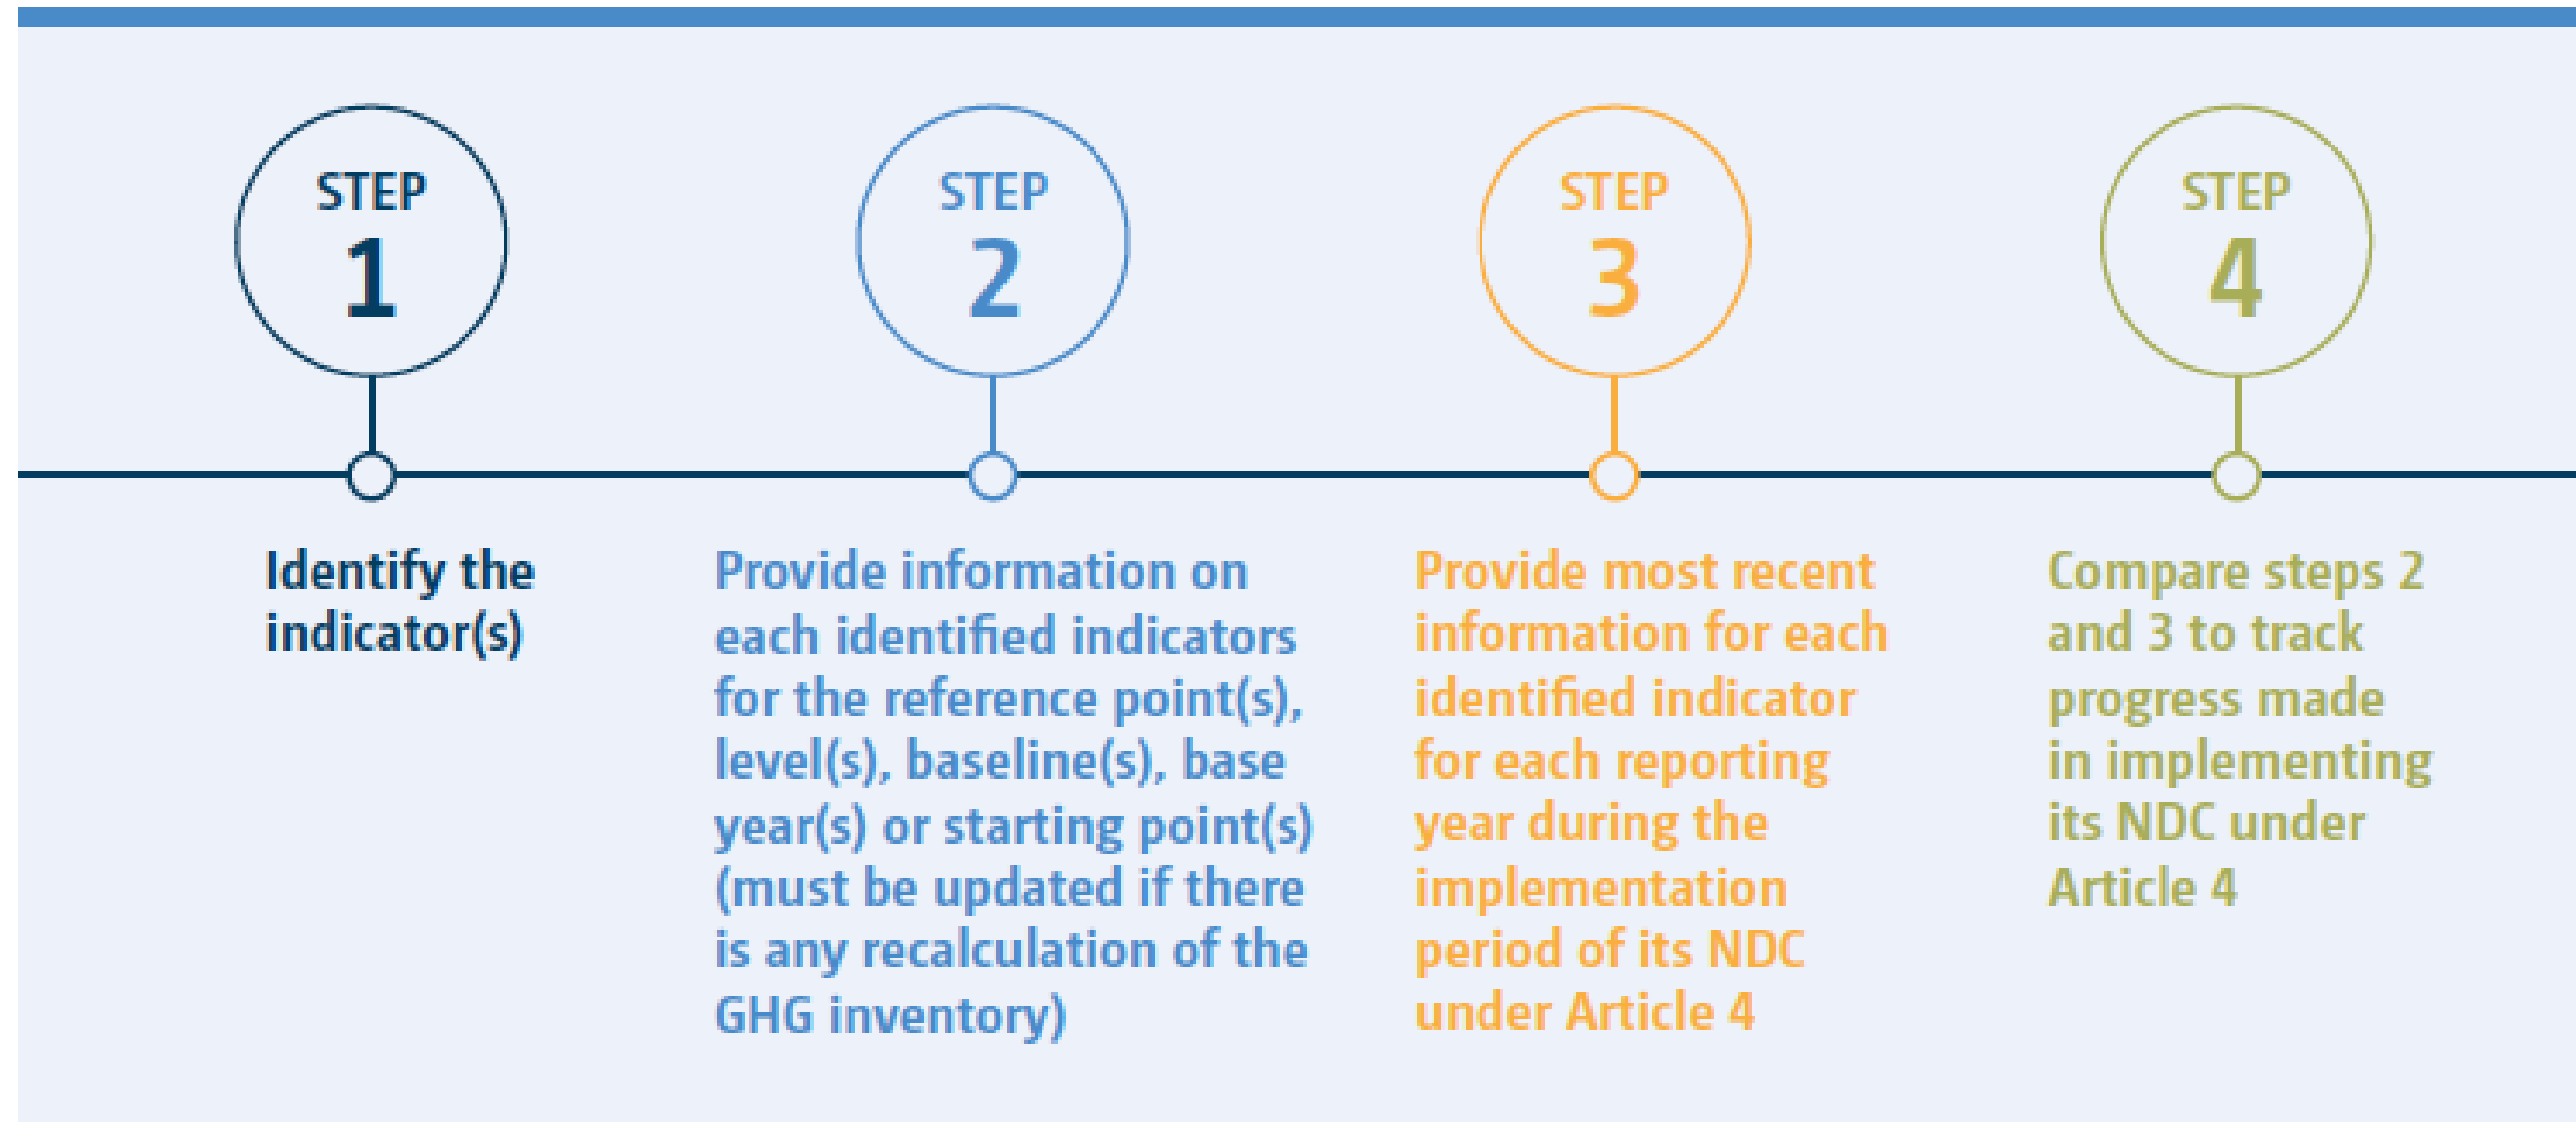 STEP
1
Identify the
indicator(s)
STEP
2
Provide information on
each identified indicators
for the reference point(s),
level(s), baseline(s), base
year(s) or starting point(s)
(must be updated if there
is any recalculation of the
GHG inventory)
STEP
3
Provide most recent
information for each
identified indicator
for each reporting
year during the
implementation
period of its NDC
under Article 4
STEP
4
Compare steps 2
and 3 to track
progress made
in implementing
its NDC under
Article 4